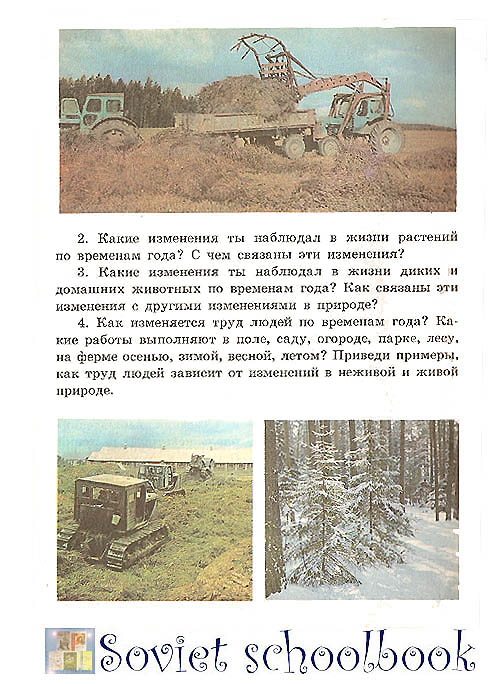 2. Какие изменения ты наблюдал в жизни растений
по временам года? С чем связаны эти изменения?
3. Какие изменения ты наблюдал в жизни диких и
домашних животных по временам года? Как связаны эти
изменения с другими изменениями в природе?
4. Как изменяется труд людей по временам года? Ка-
кие работы выполняют в поле, саду, огороде, парке, лесу,
на ферме осенью, зимой, весной, летом? Приведи примеры,
как труд людей зависит от изменений в неживой и живой
природе.
Soviet schoolbook